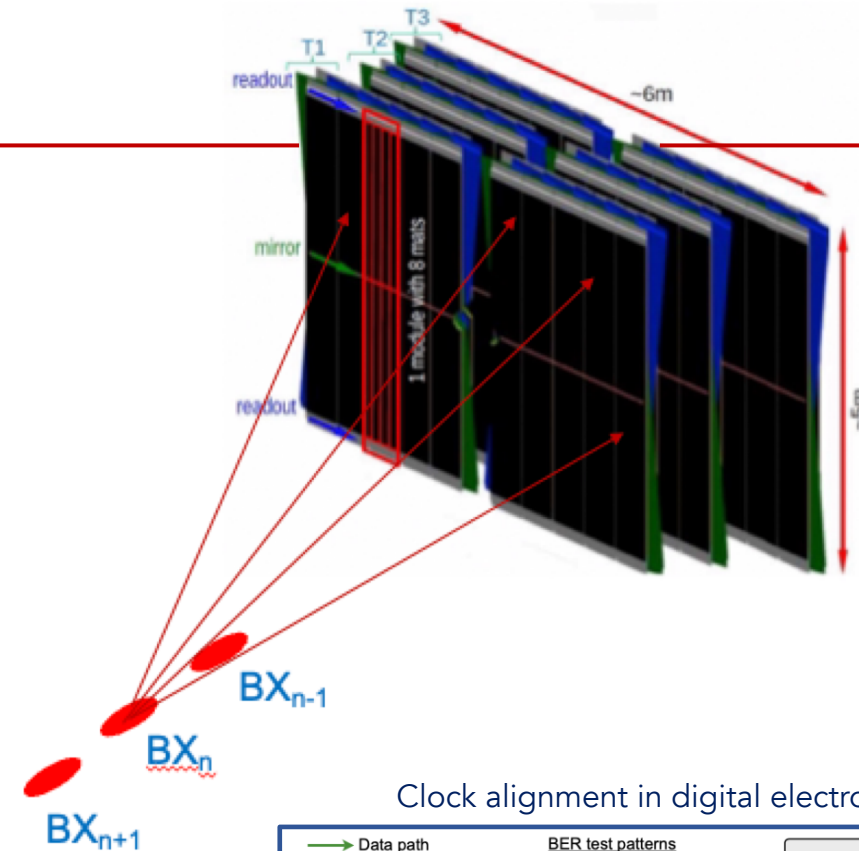 T3
T2
T1
readout
~6m
mirror
1 module with 8 mats
readout
~5m
BXn-1
BXn
BXn+1
Clock alignment in digital electro
Data path
BER test patterns